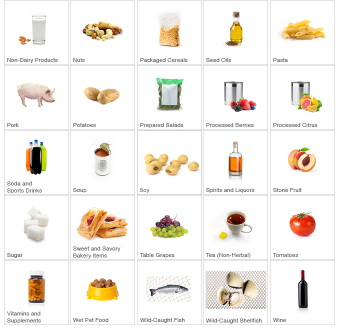 Non-Dairy Products
Nuts
Packaged Cereals
Seed Oils
Pasta
Pork
Potatoes
Prepared Salads
Processed Berries
Processed Citrus
Soda and
Sports Drinks
Soup
Soy
Spirits and Liquors
Stone Fruit
Sugar
Sweet and Savory
Bakery Items
Table Grapes
Tea (Non-Herbal)
Tomatoes
Vitamins and
Supplements
Wet Pet Food
Wild-Caught Fish
Wild-Caught Shellfish
Wine